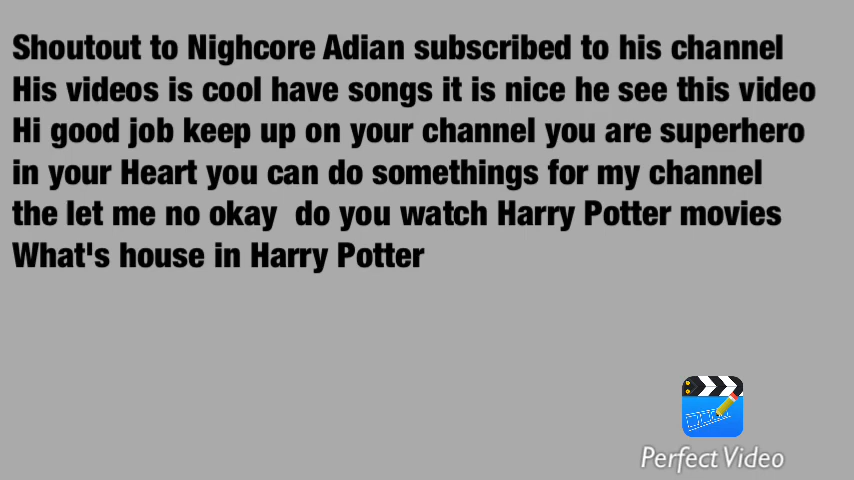 Shoutout to Nighcore Adian subscribed to his channel
His videos is cool have songs it is nice he see this video
Hi good job keep up on your channel you are superhero
in your Heart you can do somethings for my channel
the let me no okay  do you watch Harry Potter movies
What's house in Harry Potter
Perfect Video